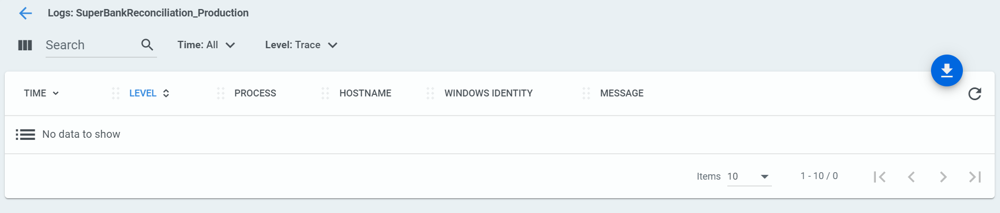 Logs: SuperBankReconciliation_Production
Search Time: All Level: Trace
TIME LEVEL PROCESS HOSTNAME WINDOWS IDENTITY MESSAGE
No data to show
Items 10 1 - 10 / 0